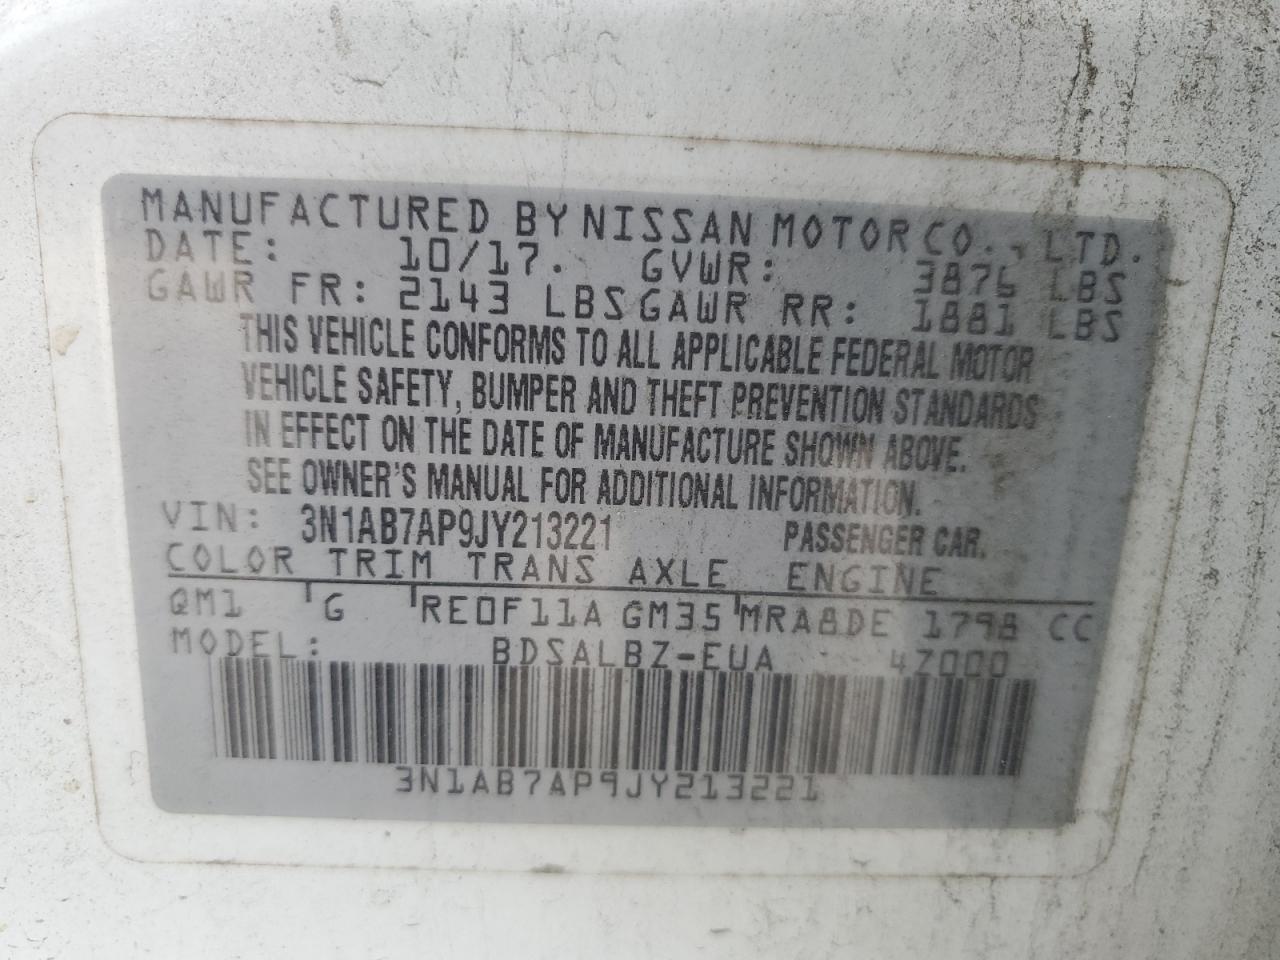 MANUFACTURED BY NISSAN MOTOR CO., LTD.
DATE: 10/17. GVWR: 3876 LBS
GAWR FR: 2143 LBS GAWR RR: 1881 LBS
THIS VEHICLE CONFORMS TO ALL APPLICABLE FEDERAL MOTOR
VEHICLE SAFETY, BUMPER AND THEFT PREVENTION STANDARDS
IN EFFECT ON THE DATE OF MANUFACTURE SHOWN ABOVE.
SEE OWNER'S MANUAL FOR ADDITIONAL INFORMATION.
VIN: 3N1AB7AP9JY213221 PASSENGER CAR.
COLOR TRIM TRANS AXLE ENGINE
QM1 G RE0F11A GM35 MRA8DE 1798 CC
MODEL: BDSALBZ-EUA 4Z000
3N1AB7AP9JY213221